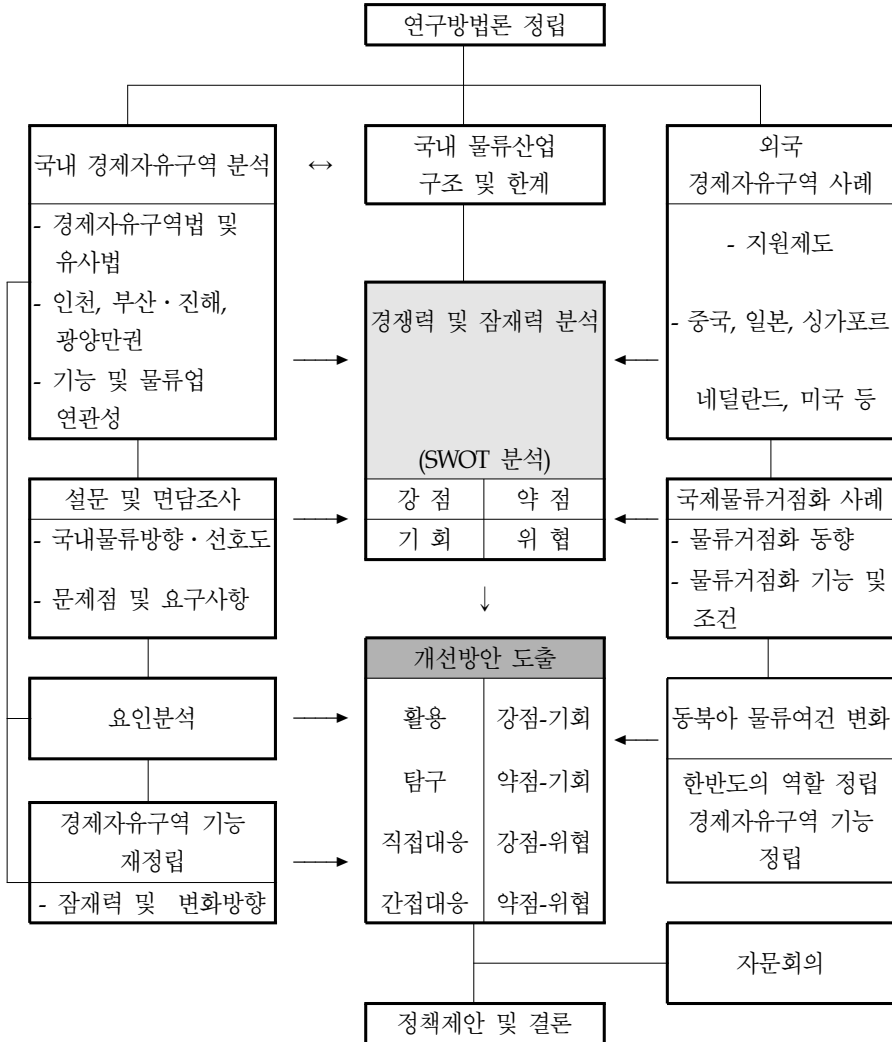 연구방법론 정립
국내 경제자유구역 분석
↔
국내 물류산업
구조 및 한계
외국
경제자유구역 사례
- 경제자유구역법 및
유사법
- 인천, 부산·진해,
광양만권
- 기능 및 물류업
연관성
경쟁력 및 잠재력 분석
(SWOT 분석)
강 점
약 점
기 회
위 협
- 지원제도
- 중국, 일본, 싱가포르
네덜란드, 미국 등
설문 및 면담조사
- 국내물류방향·선호도
- 문제점 및 요구사항
국제물류거점화 사례
- 물류거점화 동향
- 물류거점화 기능 및
조건
↓
요인분석
개선방안 도출
활용
강점-기회
탐구
약점-기회
직접대응
강점-위협
간접대응
약점-위협
동북아 물류여건 변화
한반도의 역할 정립
경제자유구역 기능
정립
경제자유구역 기능
재정립
- 잠재력 및 변화방향
자문회의
정책제안 및 결론